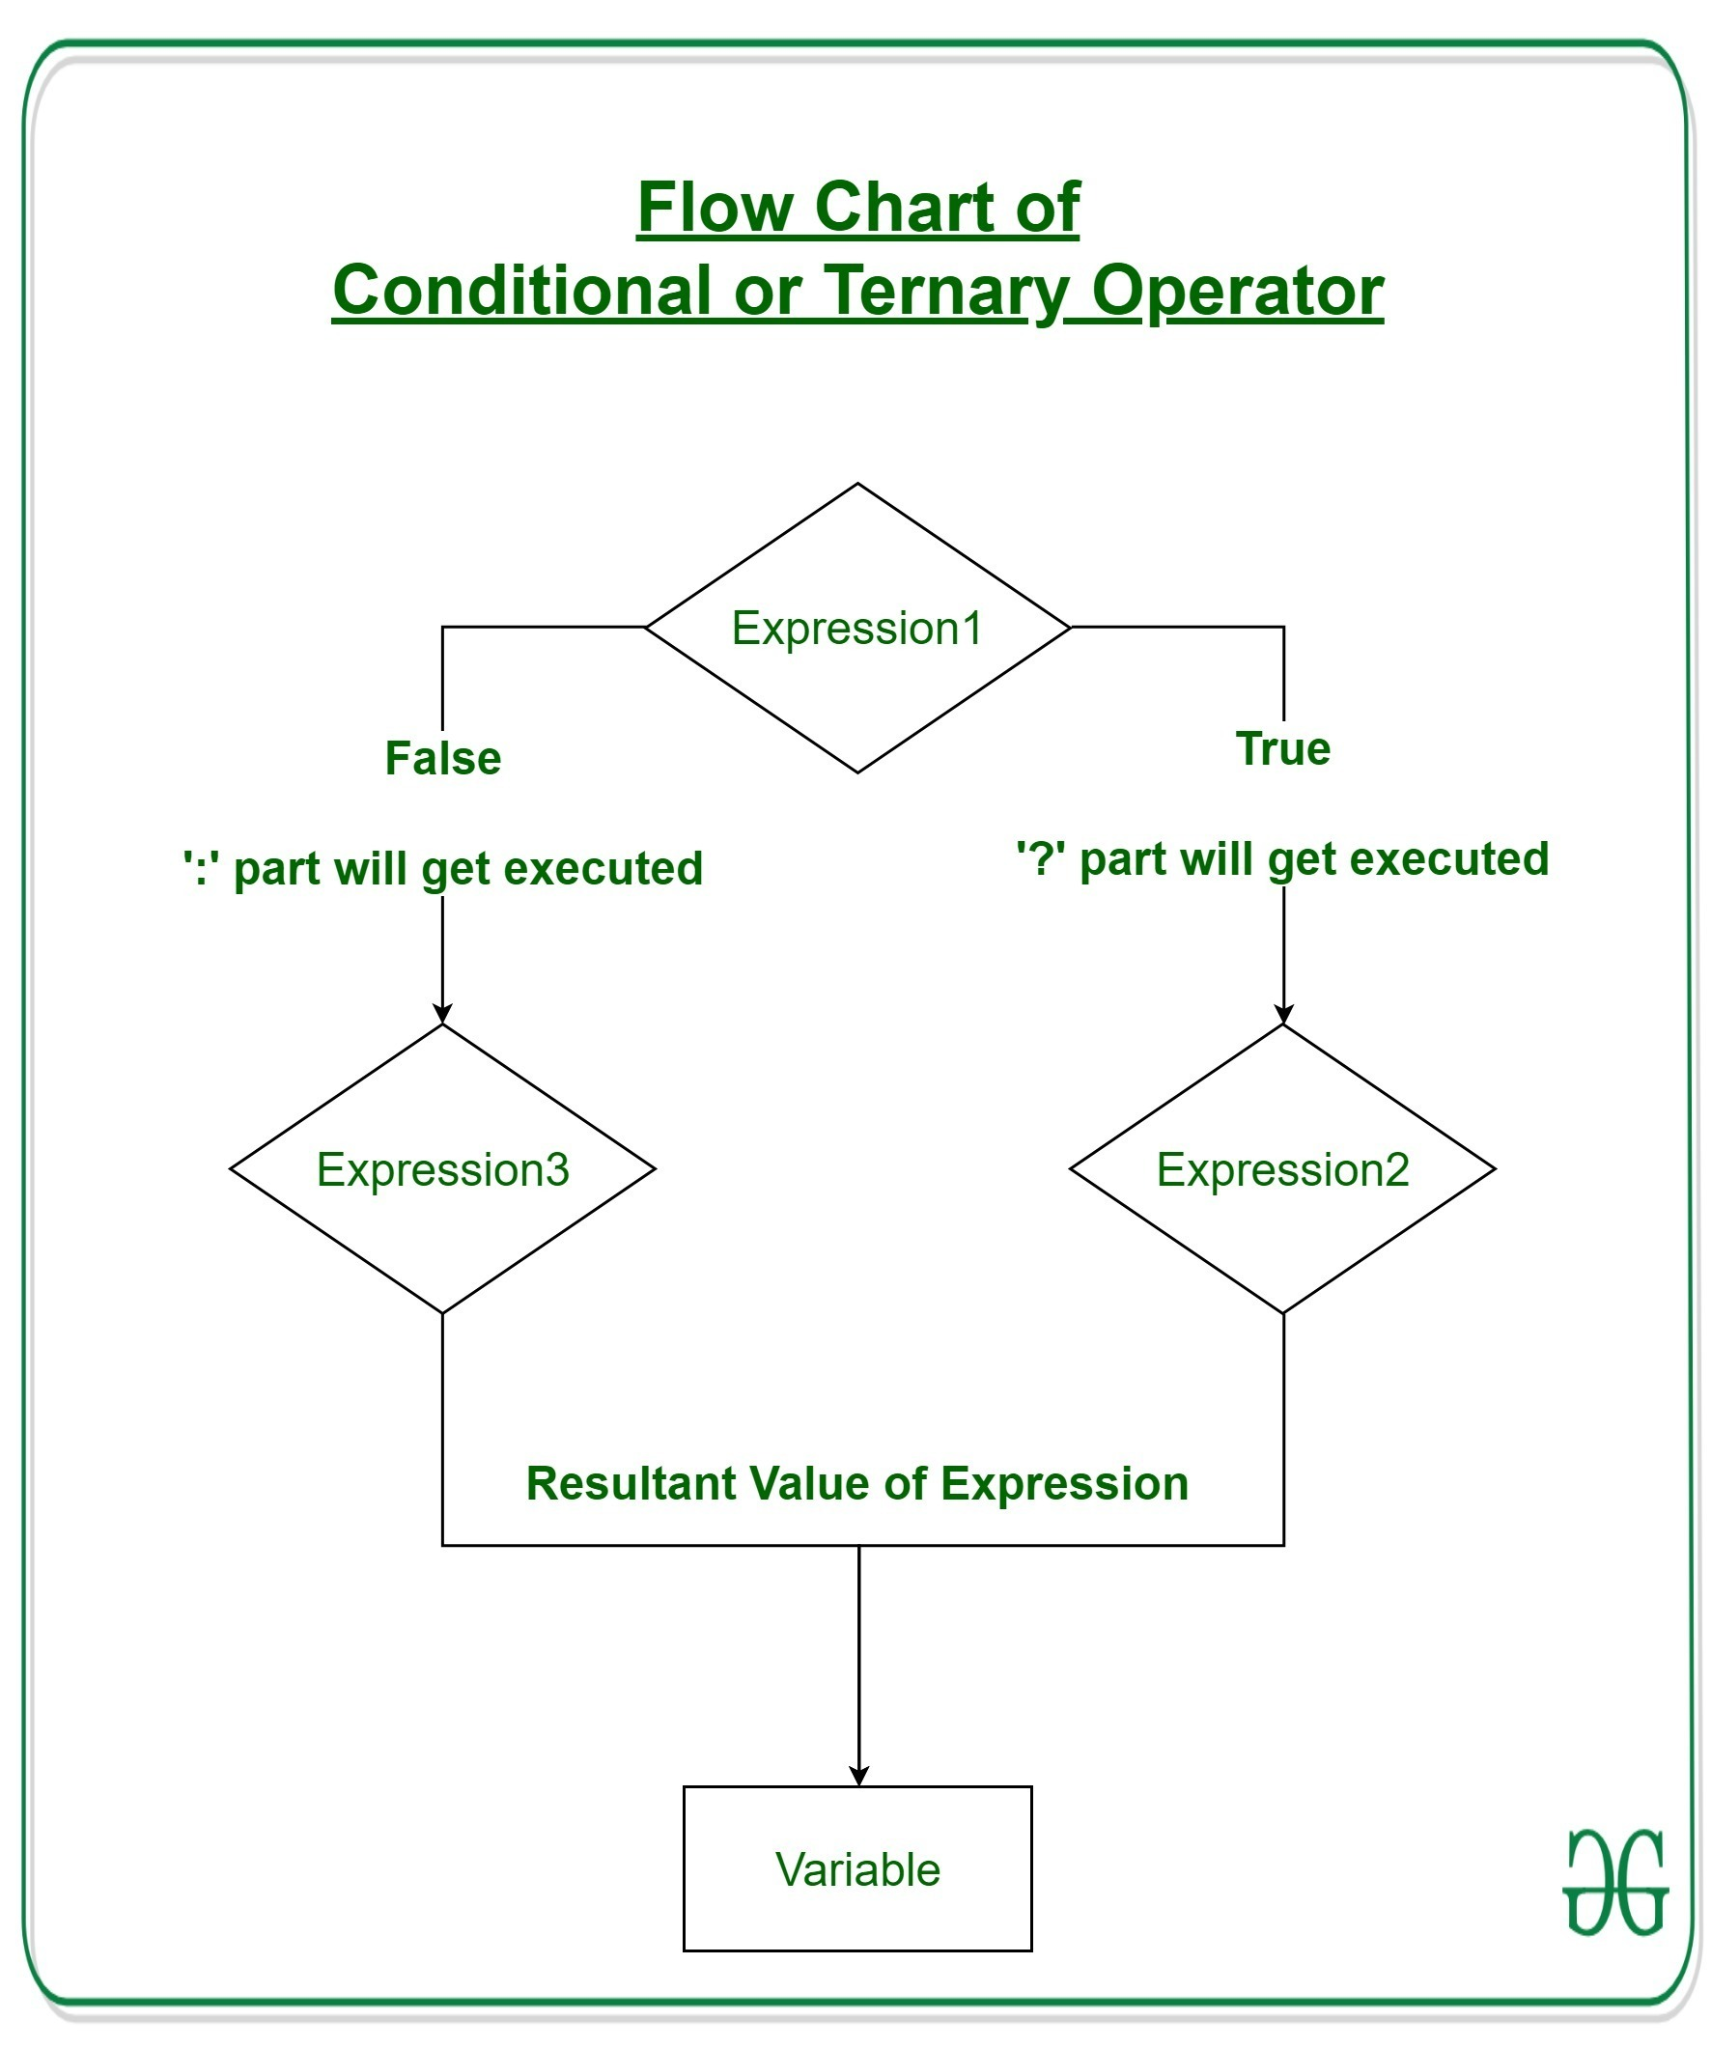 Flow Chart of
Conditional or Ternary Operator
Expression1
False
True
':' part will get executed
'?' part will get executed
Expression3
Expression2
Resultant Value of Expression
Variable